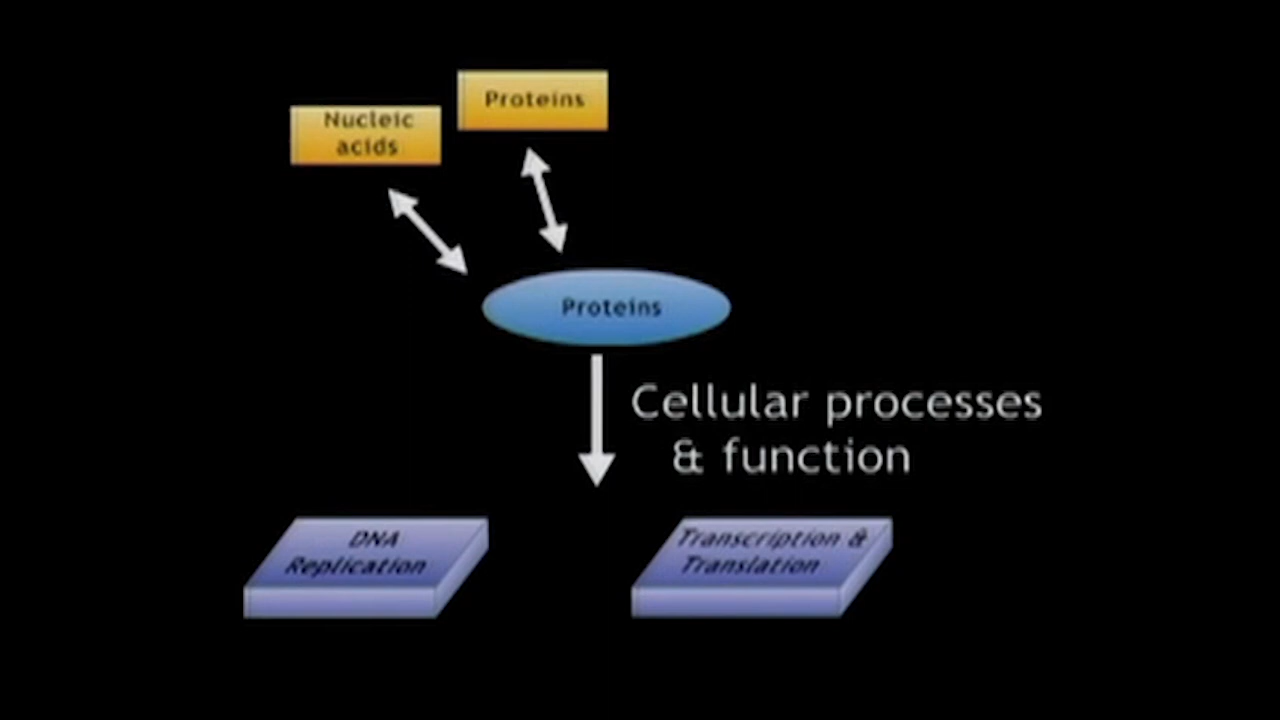 Proteins
Nucleic
acids
Proteins
Cellular processes
& function
DNA
Replication
Transcription &
Translation